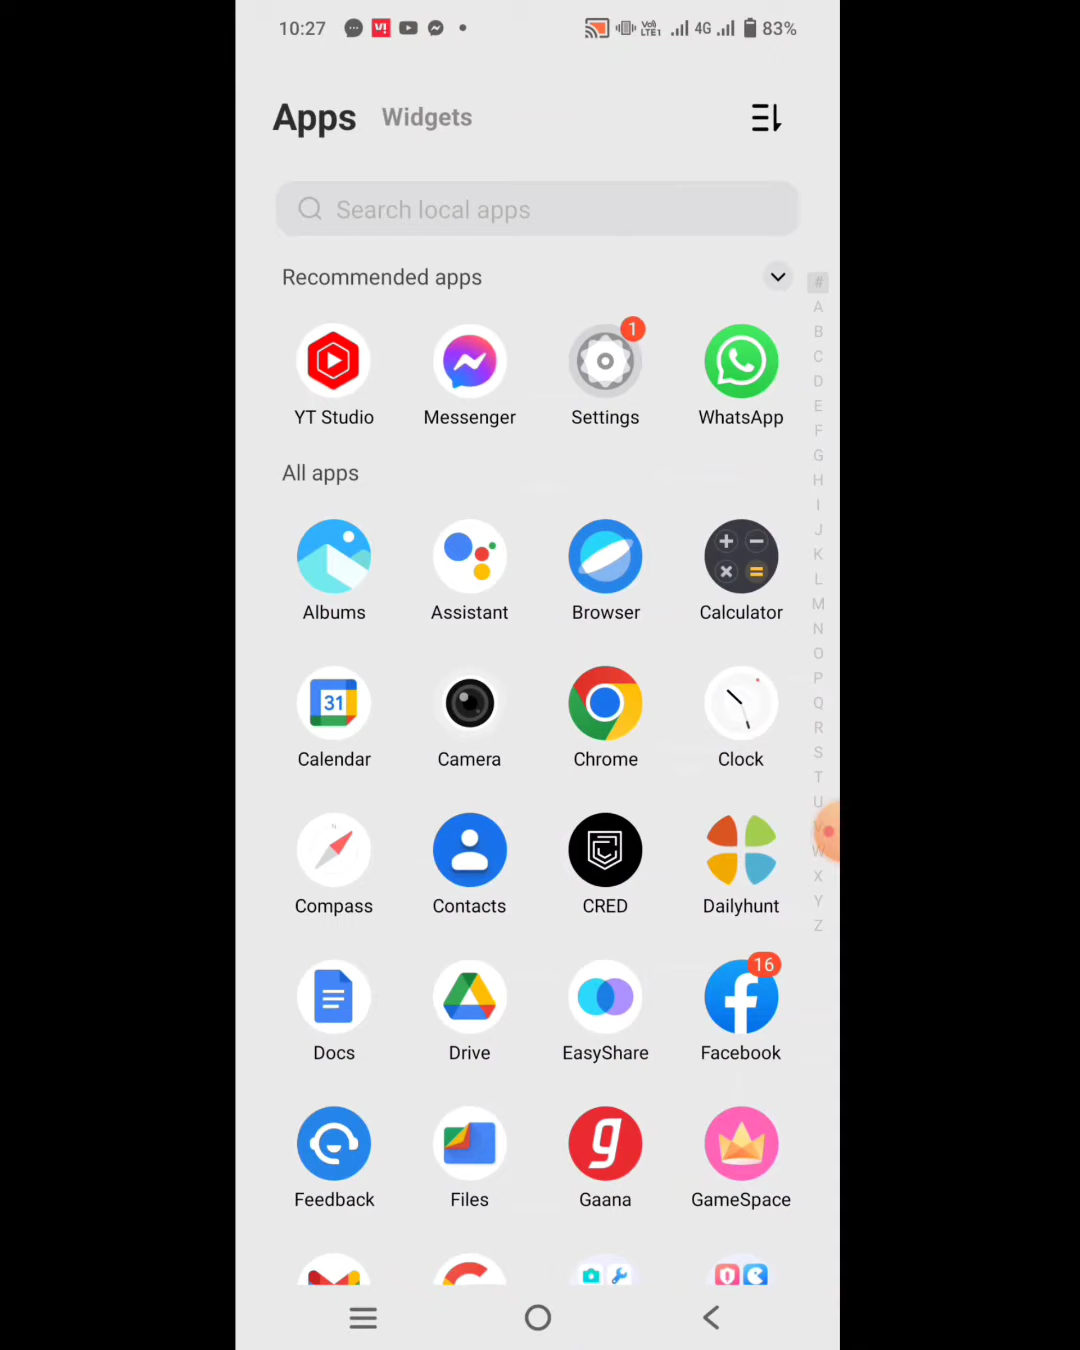 10:27 V! VoD LTE1 4G 83%
Apps Widgets
Search local apps
Recommended apps
1
YT Studio Messenger Settings WhatsApp
All apps
Albums Assistant Browser Calculator
31
Calendar Camera Chrome Clock
N
Compass Contacts CRED Dailyhunt
16
Docs Drive EasyShare Facebook
g
Feedback Files Gaana GameSpace
#
A
B
C
D
E
F
G
H
I
J
K
L
M
N
O
P
Q
R
S
T
U
V
W
X
Y
Z